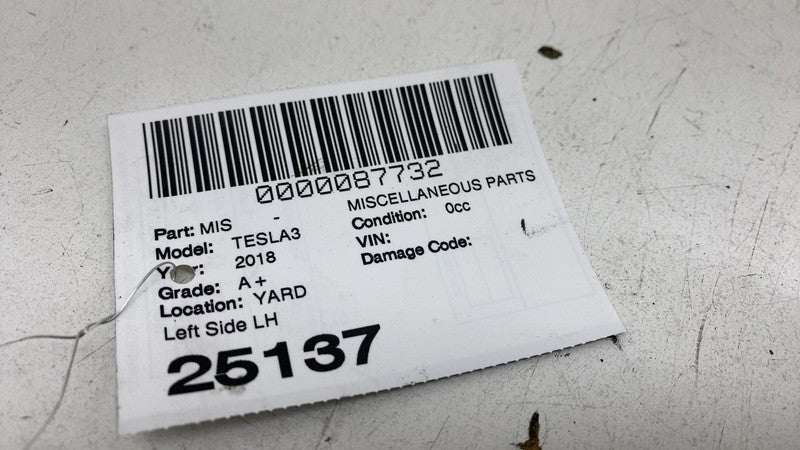 0000087732
Part: MIS - MISCELLANEOUS PARTS
Model: TESLA3 Condition: 0cc
Year: 2018 VIN:
Grade: A+ Damage Code:
Location: YARD
Left Side LH
25137